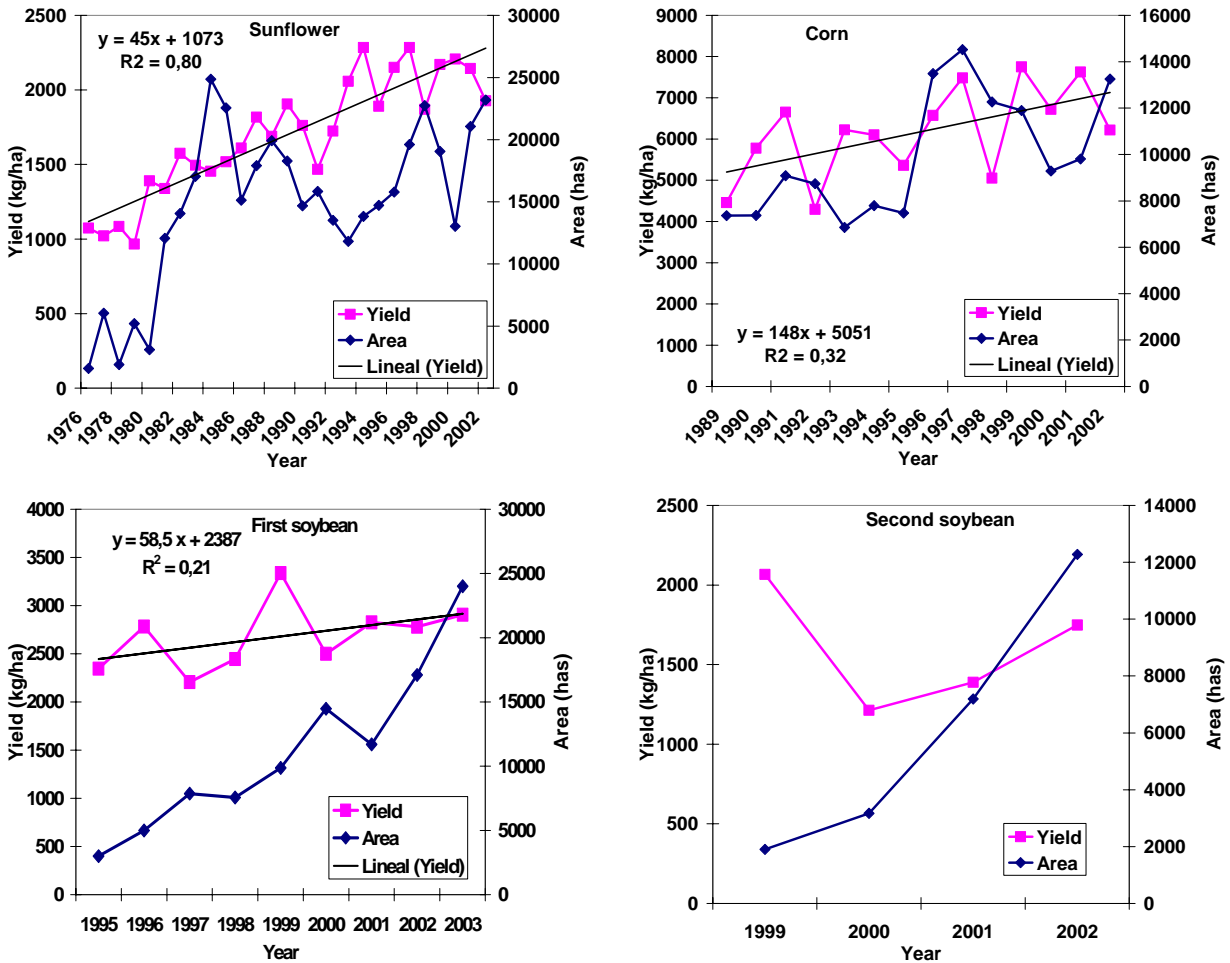 Sunflower
y = 45x + 1073
R2 = 0,80
Yield (kg/ha)
2500
2000
1500
1000
500
0
Area (has)
30000
25000
20000
15000
10000
5000
0
Yield
Area
Lineal (Yield)
1976
1978
1980
1982
1984
1986
1988
1990
1992
1994
1996
1998
2000
2002
Year
Corn
Yield (kg/ha)
9000
8000
7000
6000
5000
4000
3000
2000
1000
0
Area (has)
16000
14000
12000
10000
8000
6000
4000
2000
0
y = 148x + 5051
R2 = 0,32
Yield
Area
Lineal (Yield)
1989
1990
1991
1992
1993
1994
1995
1996
1997
1998
1999
2000
2001
2002
Year
First soybean
y = 58,5 x + 2387
R2 = 0,21
Yield (kg/ha)
4000
3500
3000
2500
2000
1500
1000
500
0
Area (has)
30000
25000
20000
15000
10000
5000
0
Yield
Area
Lineal (Yield)
1995 1996 1997 1998 1999 2000 2001 2002 2003
Year
Second soybean
Yield (kg/ha)
2500
2000
1500
1000
500
0
Area (has)
14000
12000
10000
8000
6000
4000
2000
0
Yield
Area
1999 2000 2001 2002
Year